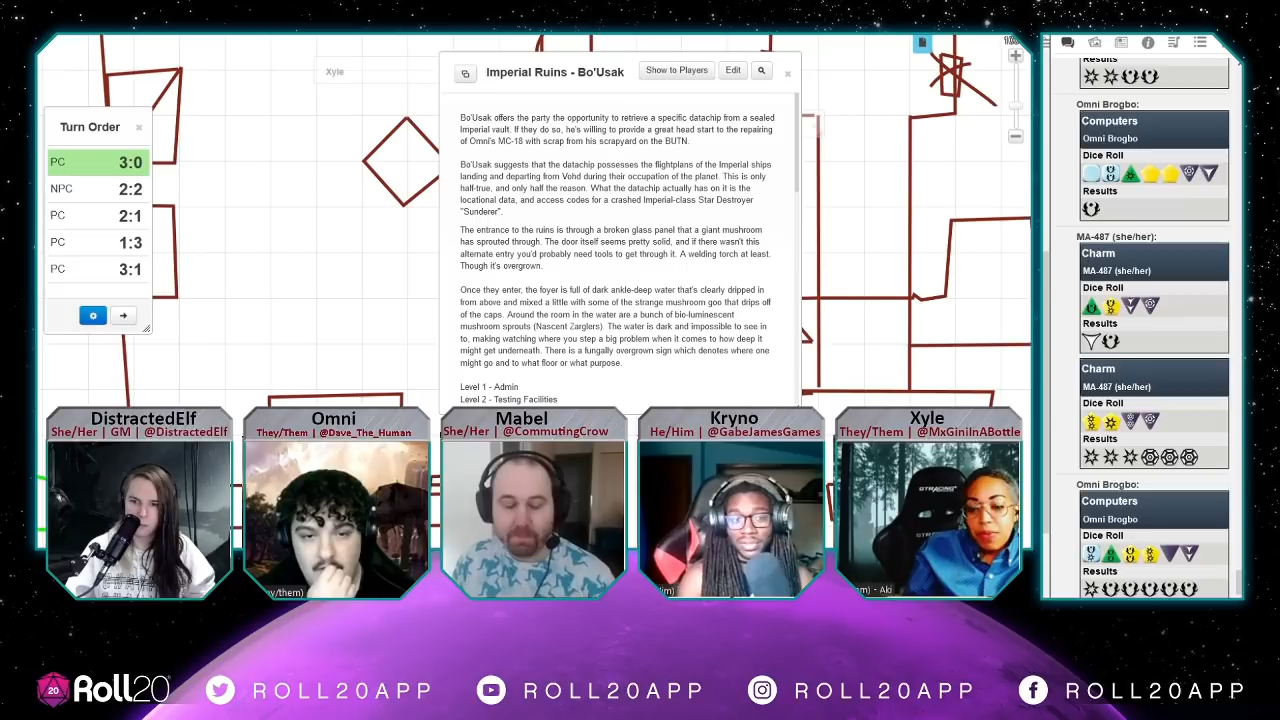 Xyle
Turn Order
PC 3:0
NPC 2:2
PC 2:1
PC 1:3
PC 3:1
Imperial Ruins - Bo'Usak
Show to Players
Edit
Bo'Usak offers the party the opportunity to retrieve a specific datachip from a sealed
Imperial vault. If they do so, he's willing to provide a great head start to the repairing
of Omni's MC-18 with scrap from his scrapyard on the BUTN.
Bo'Usak suggests that the datachip possesses the flightplans of the Imperial ships
landing and departing from Vohd during their occupation of the planet. This is only
half-true, and only half the reason. What the datachip actually has on it is the
locational data, and access codes for a crashed Imperial-class Star Destroyer
"Sunderer".
The entrance to the ruins is through a broken glass panel that a giant mushroom
has sprouted through. The door itself seems pretty solid, and if there wasn't this
alternate entry you'd probably need tools to get through it. A welding torch at least.
Though it's overgrown.
Once they enter, the foyer is full of dark ankle-deep water that's clearly dripped in
from above and mixed a little with some of the strange mushroom goo that drips off
of the caps. Around the room in the water are a bunch of bio-luminescent
mushroom sprouts (Nascent Zarglers). The water is dark and impossible to see in
to, making watching where you step a big problem when it comes to how deep it
might get underneath. There is a fungally overgrown sign which denotes where one
might go and to what floor or what purpose.
Level 1 - Admin
Level 2 - Testing Facilities
Omni Brogbo:
Computers
Omni Brogbo
Dice Roll
Results
MA-487 (she/her):
Charm
MA-487 (she/her)
Dice Roll
Results
Charm
MA-487 (she/her)
Dice Roll
Results
Omni Brogbo:
Computers
Omni Brogbo
Dice Roll
Results
DistractedElf
She/Her | GM | @DistractedElf
Omni
They/Them | @Dave_The_Human
Mabel
She/Her | @CommutingCrow
Kryno
He/Him | @GabeJamesGames
Xyle
They/Them | @MxGiniInABottle
GTRACING
20
Roll20
ROLL20APP
ROLL20APP
ROLL20APP
ROLL20APP